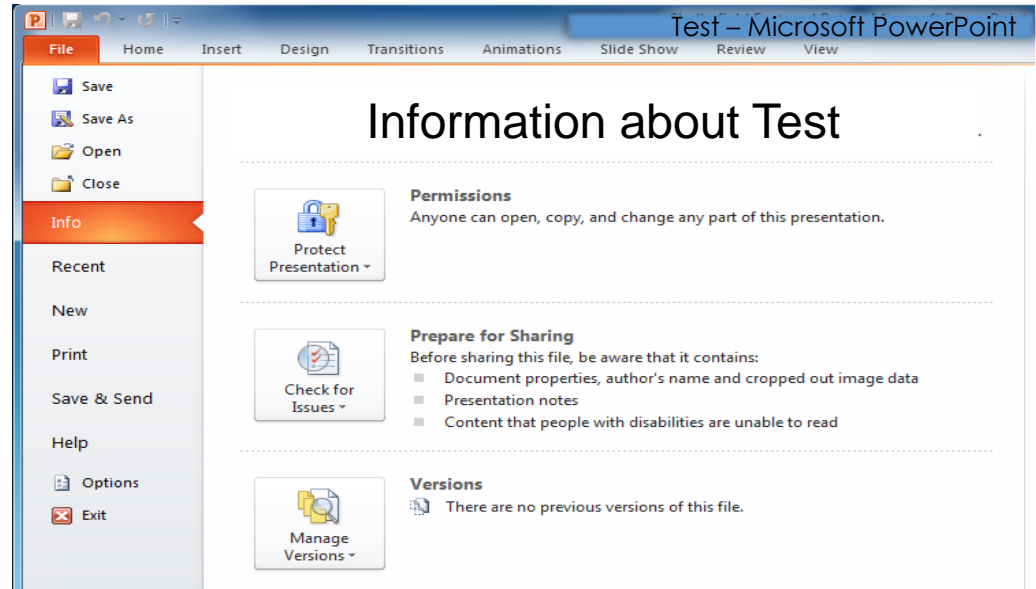 Test – Microsoft PowerPoint
File Home Insert Design Transitions Animations Slide Show Review View
Save
Save As
Open
Close
Info
Recent
New
Print
Save & Send
Help
Options
Exit
Information about Test
.
Protect
Presentation
Permissions
Anyone can open, copy, and change any part of this presentation.
Check for
Issues
Prepare for Sharing
Before sharing this file, be aware that it contains:
Document properties, author's name and cropped out image data
Presentation notes
Content that people with disabilities are unable to read
Manage
Versions
Versions
There are no previous versions of this file.